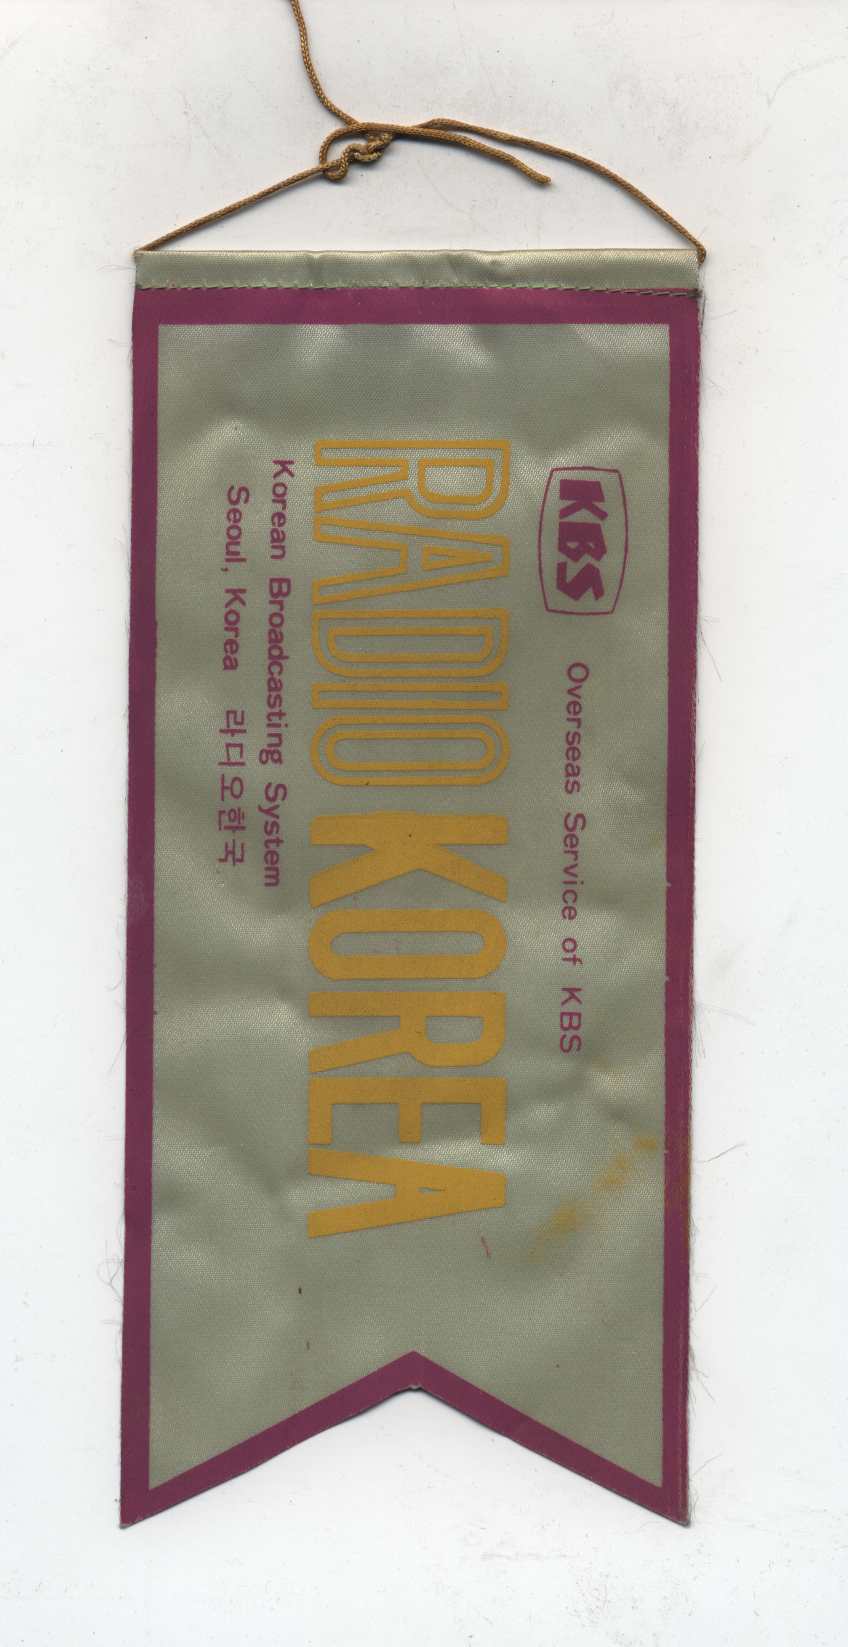 KBS
Overseas Service of KBS
RADIO KOREA
Korean Broadcasting System
Seoul, Korea 라디오한국